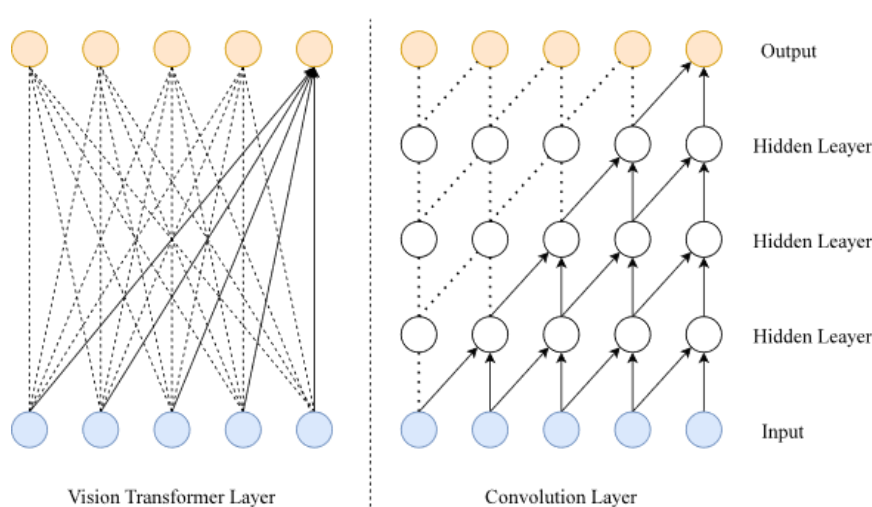 Output
Hidden Leayer
Hidden Leayer
Hidden Leayer
Input
Vision Transformer Layer
Convolution Layer